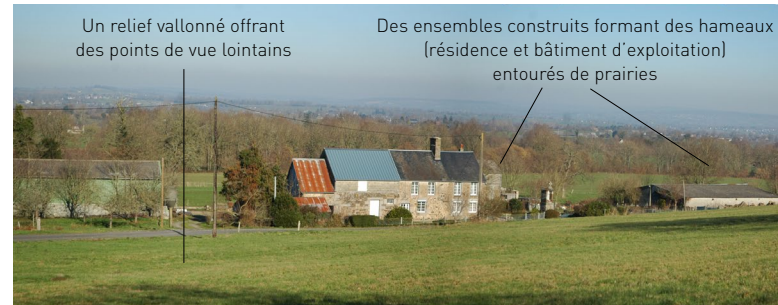 Un relief vallonné offrant
des points de vue lointains
Des ensembles construits formant des hameaux
(résidence et bâtiment d’exploitation)
entourés de prairies